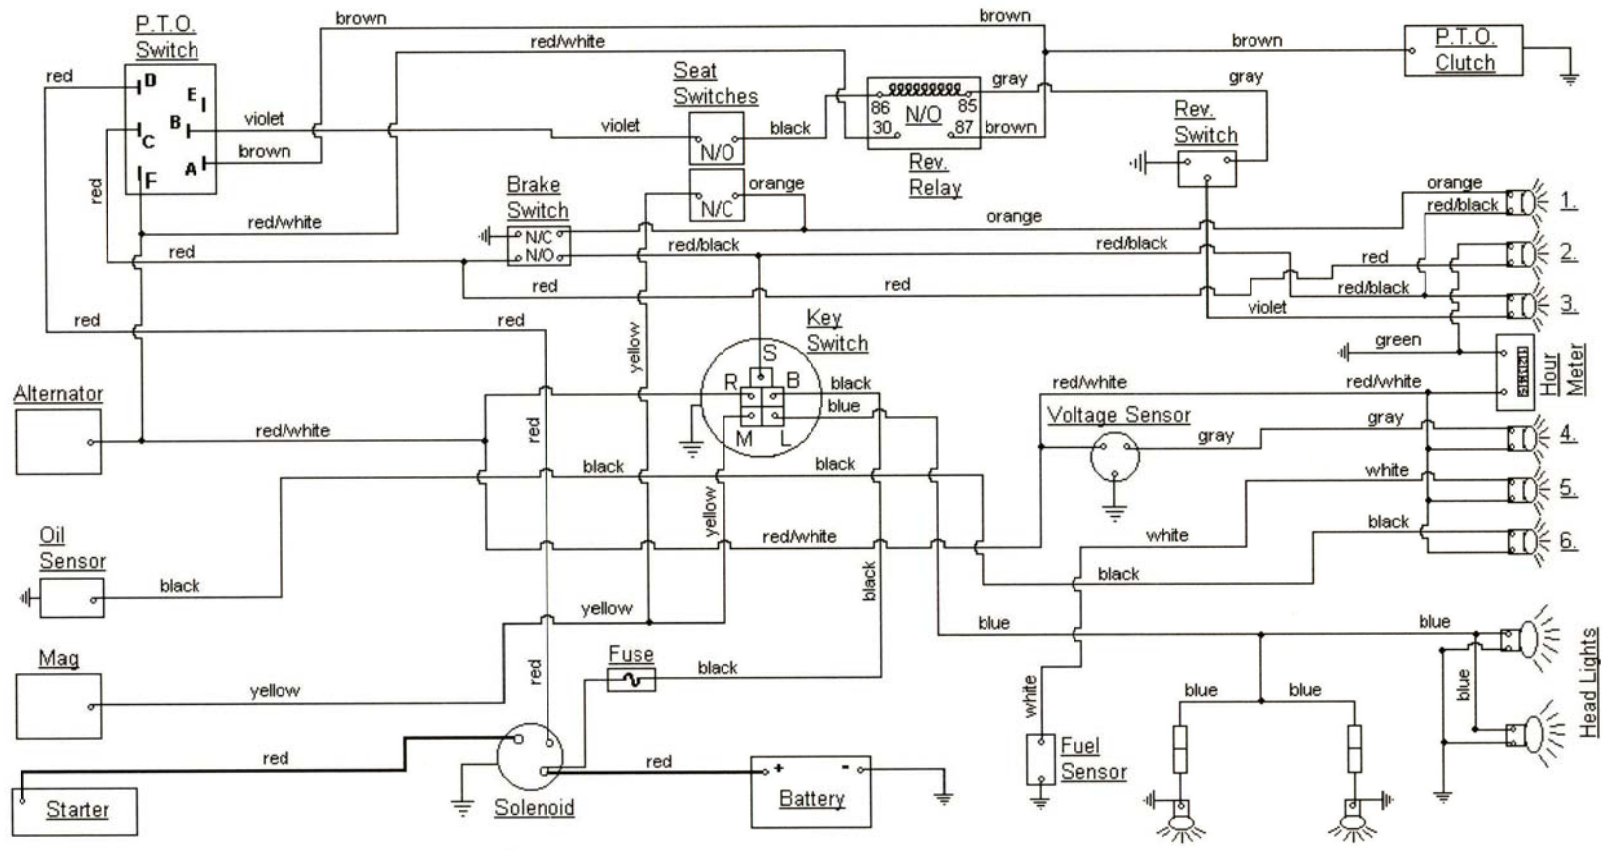 P.T.O.
Switch
brown
brown
red/white
brown
P.T.O.
Clutch
red
D
E
B
C
A
F
violet
brown
violet
Seat
Switches
N/O
black
86
85
N/O
30
87
gray
gray
brown
Rev.
Relay
Rev.
Switch
red
N/C
orange
Brake
Switch
N/C
N/O
red/white
red
red/black
orange
red/black
orange
red/black
1.
red
2.
red
red
red/black
violet
3.
red
red
yellow
Key
Switch
S
R
B
M
L
black
blue
green
Hour
Meter
red/white
red/white
Alternator
red/white
red
Voltage Sensor
gray
gray
4.
black
black
white
5.
yellow
red/white
white
black
6.
Oil
Sensor
black
black
black
yellow
blue
blue
Mag
yellow
red
Fuse
black
white
blue
blue
blue
Head Lights
red
Starter
Solenoid
red
+
-
Battery
Fuel
Sensor